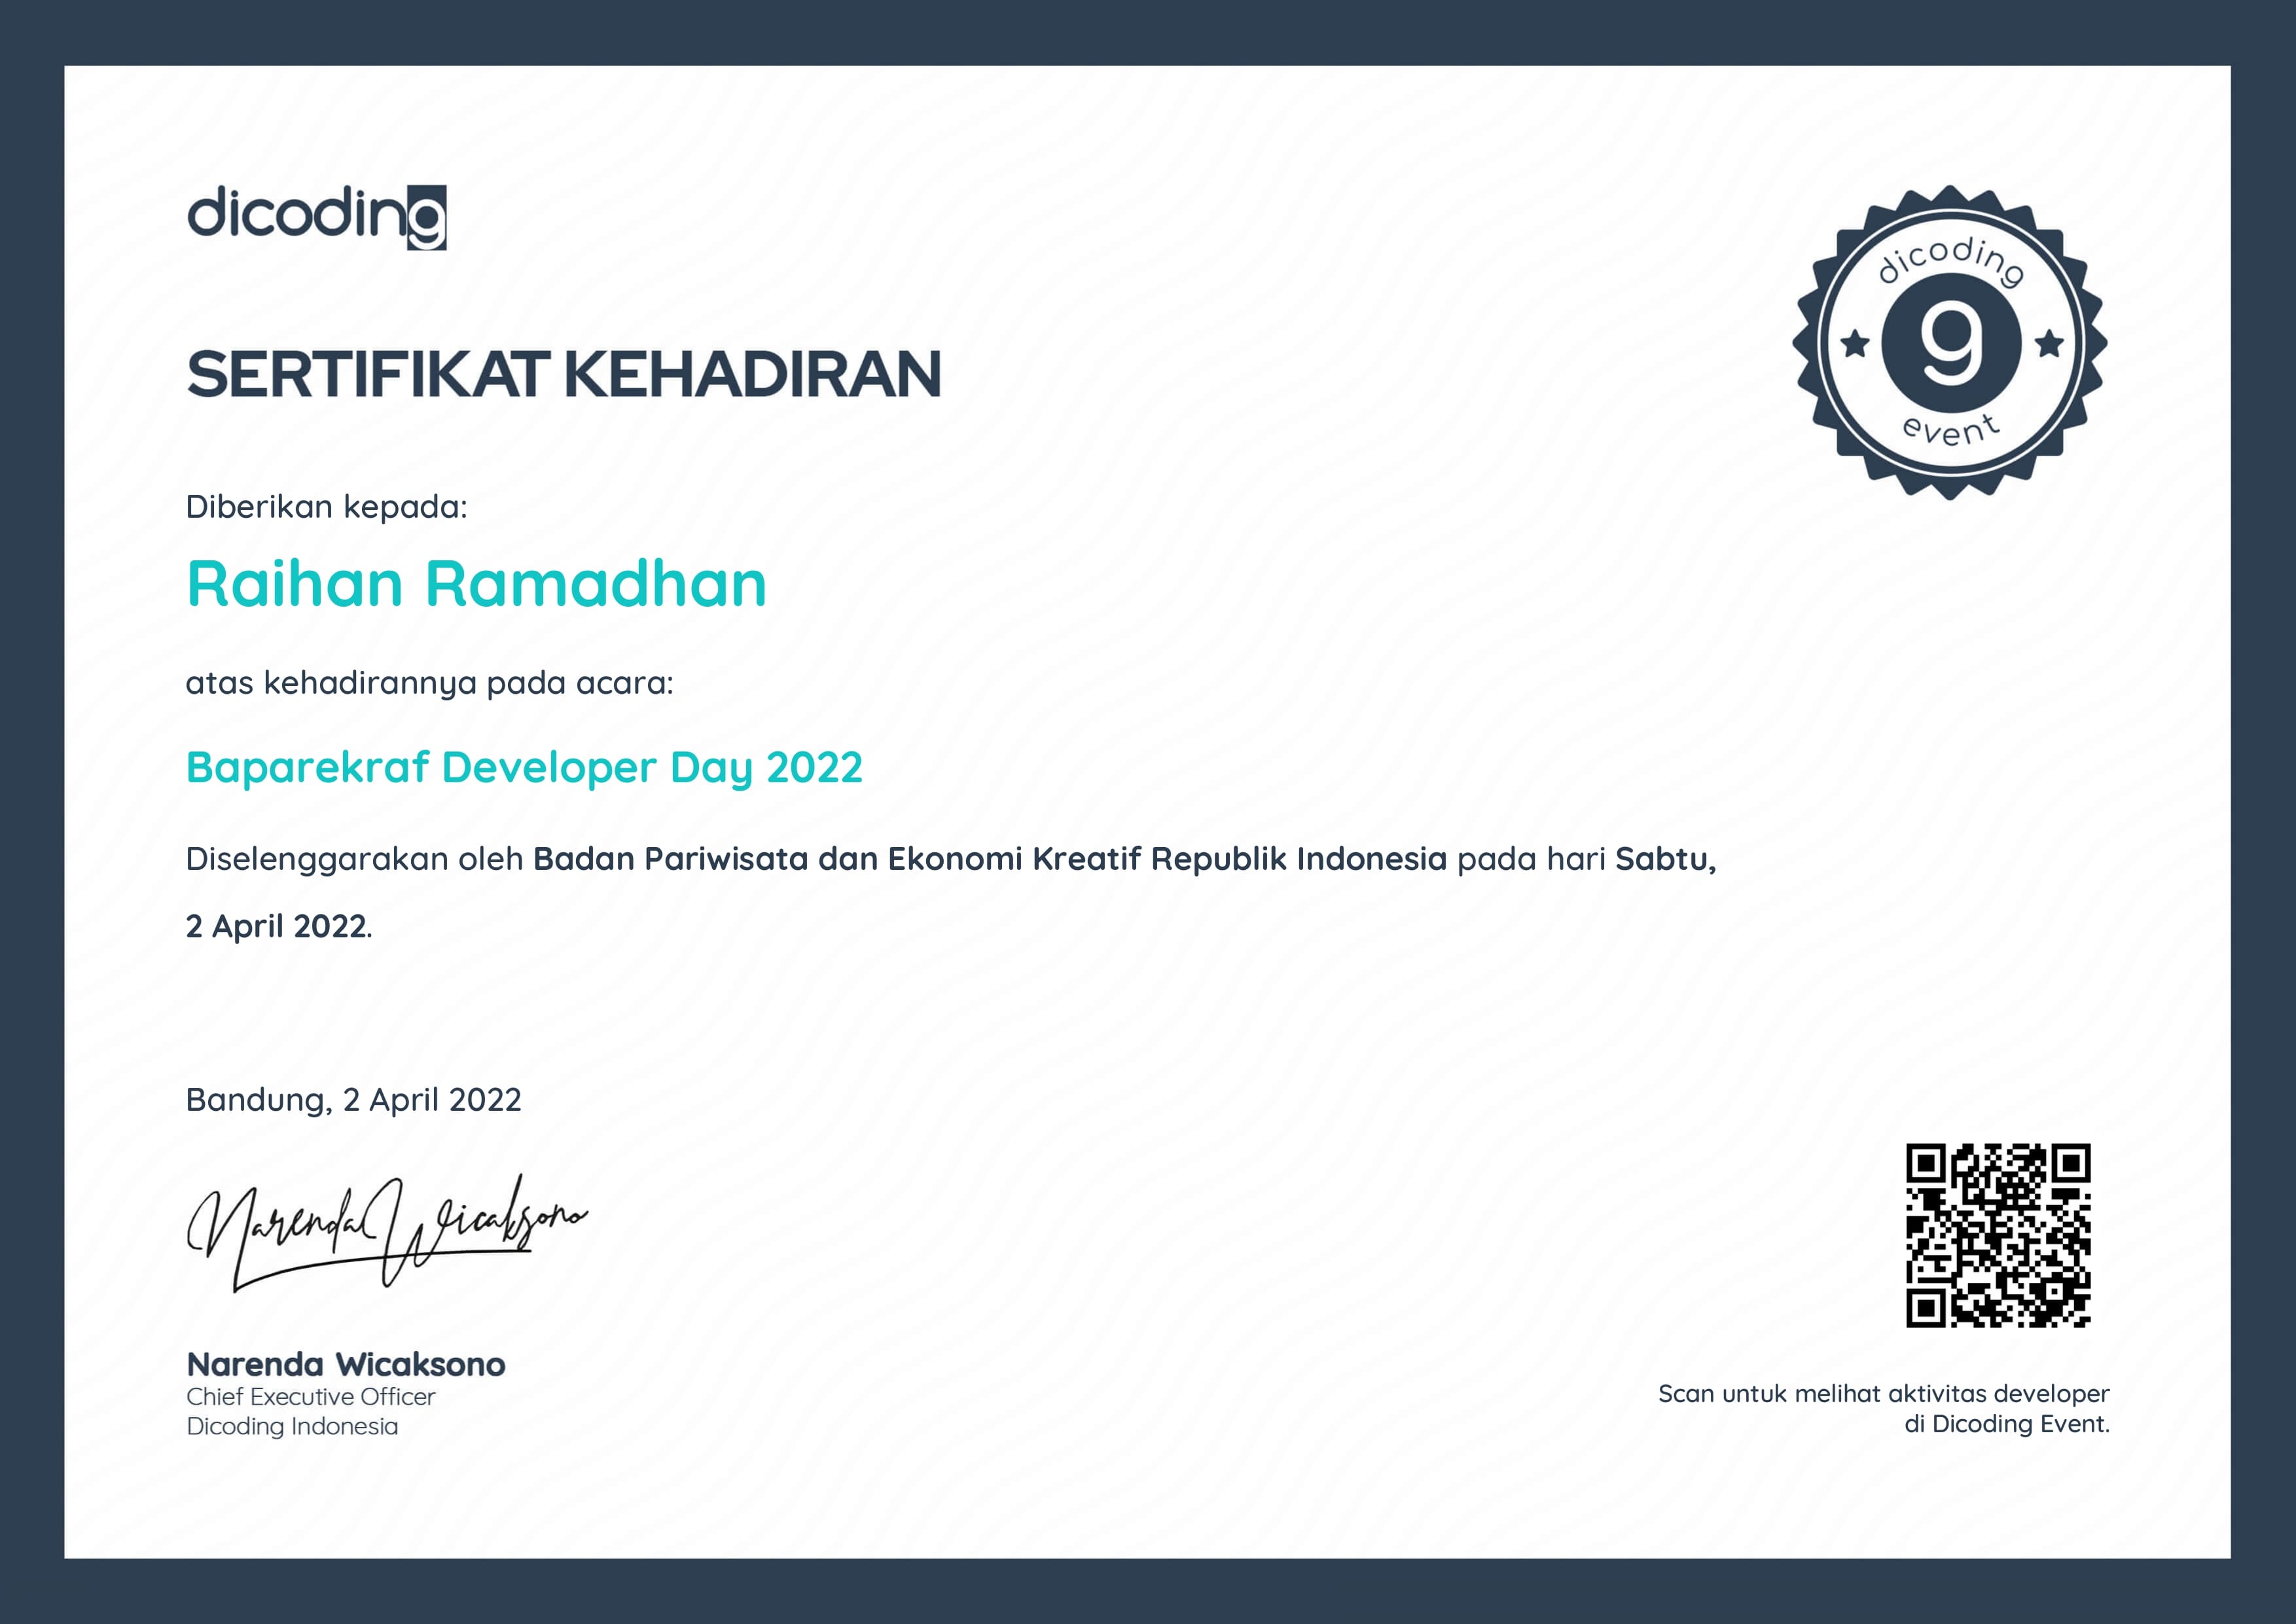 dicoding
dicoding
g
event
SERTIFIKAT KEHADIRAN
Diberikan kepada:
Raihan Ramadhan
atas kehadirannya pada acara:
Baparekraf Developer Day 2022
Diselenggarakan oleh Badan Pariwisata dan Ekonomi Kreatif Republik Indonesia pada hari Sabtu,
2 April 2022.
Bandung, 2 April 2022
Narenda Wicaksono
Narenda Wicaksono
Chief Executive Officer
Dicoding Indonesia
Scan untuk melihat aktivitas developer
di Dicoding Event.